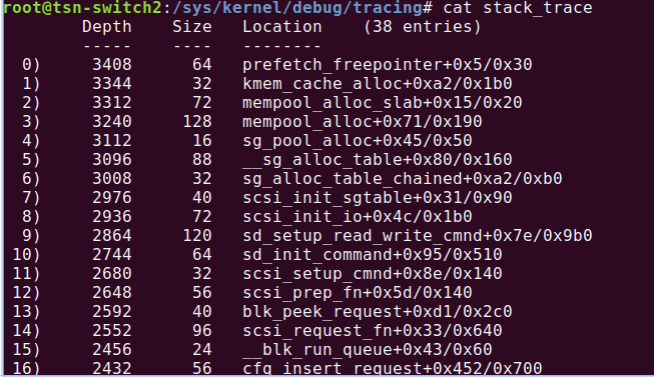 root@tsn-switch2:/sys/kernel/debug/tracing# cat stack_trace
Depth Size Location (38 entries)
----- ---- --------
0) 3408 64 prefetch_freepointer+0x5/0x30
1) 3344 32 kmem_cache_alloc+0xa2/0x1b0
2) 3312 72 mempool_alloc_slab+0x15/0x20
3) 3240 128 mempool_alloc+0x71/0x190
4) 3112 16 sg_pool_alloc+0x45/0x50
5) 3096 88 __sg_alloc_table+0x80/0x160
6) 3008 32 sg_alloc_table_chained+0xa2/0xb0
7) 2976 40 scsi_init_sgtable+0x31/0x90
8) 2936 72 scsi_init_io+0x4c/0x1b0
9) 2864 120 sd_setup_read_write_cmnd+0x7e/0x9b0
10) 2744 64 sd_init_command+0x95/0x510
11) 2680 32 scsi_setup_cmnd+0x8e/0x140
12) 2648 56 scsi_prep_fn+0x5d/0x140
13) 2592 40 blk_peek_request+0xd1/0x2c0
14) 2552 96 scsi_request_fn+0x33/0x640
15) 2456 24 __blk_run_queue+0x43/0x60
16) 2432 56 cfq_insert_request+0x452/0x700